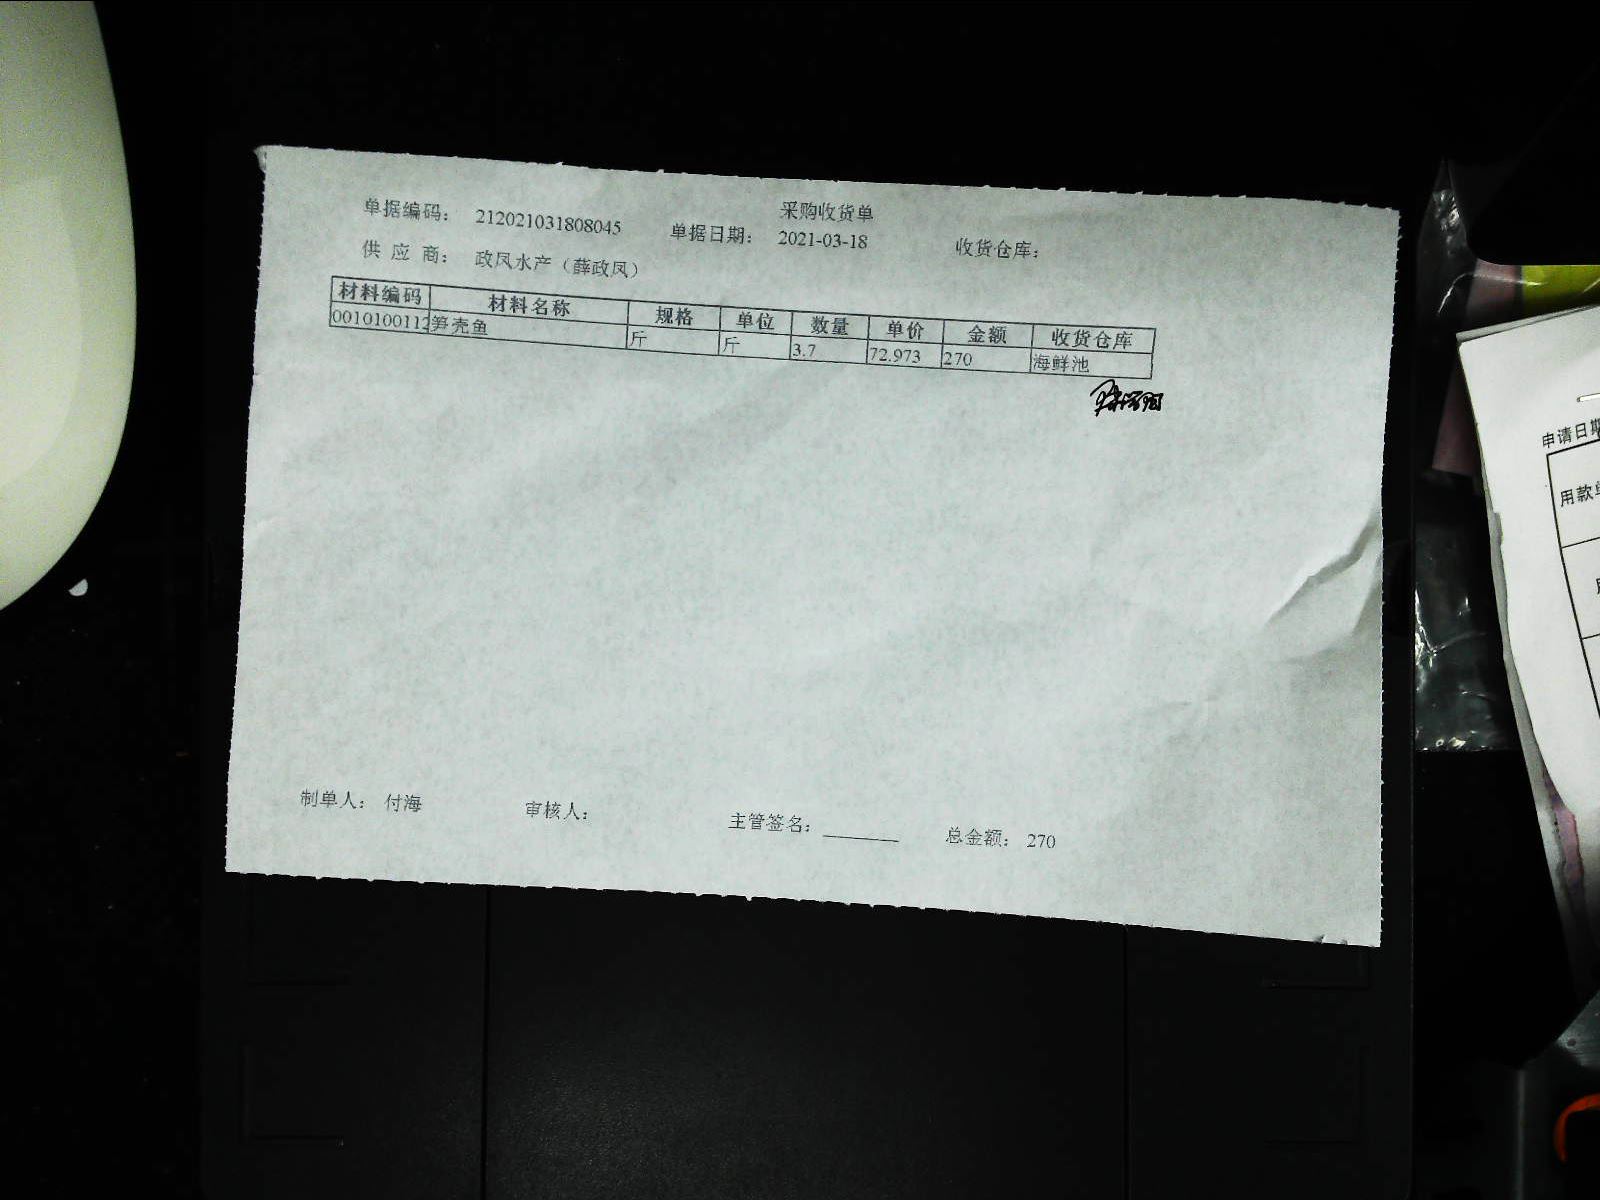 采购收货单
单据编码： 212021031808045 单据日期： 2021-03-18 收货仓库：
供 应 商： 政凤水产（薛政凤）
材料编码 材料名称 规格 单位 数量 单价 金额 收货仓库
0010100112 笋壳鱼 斤 斤 3.7 72.973 270 海鲜池
制单人： 付海 审核人： 主管签名： 总金额： 270
申请日期
用款单